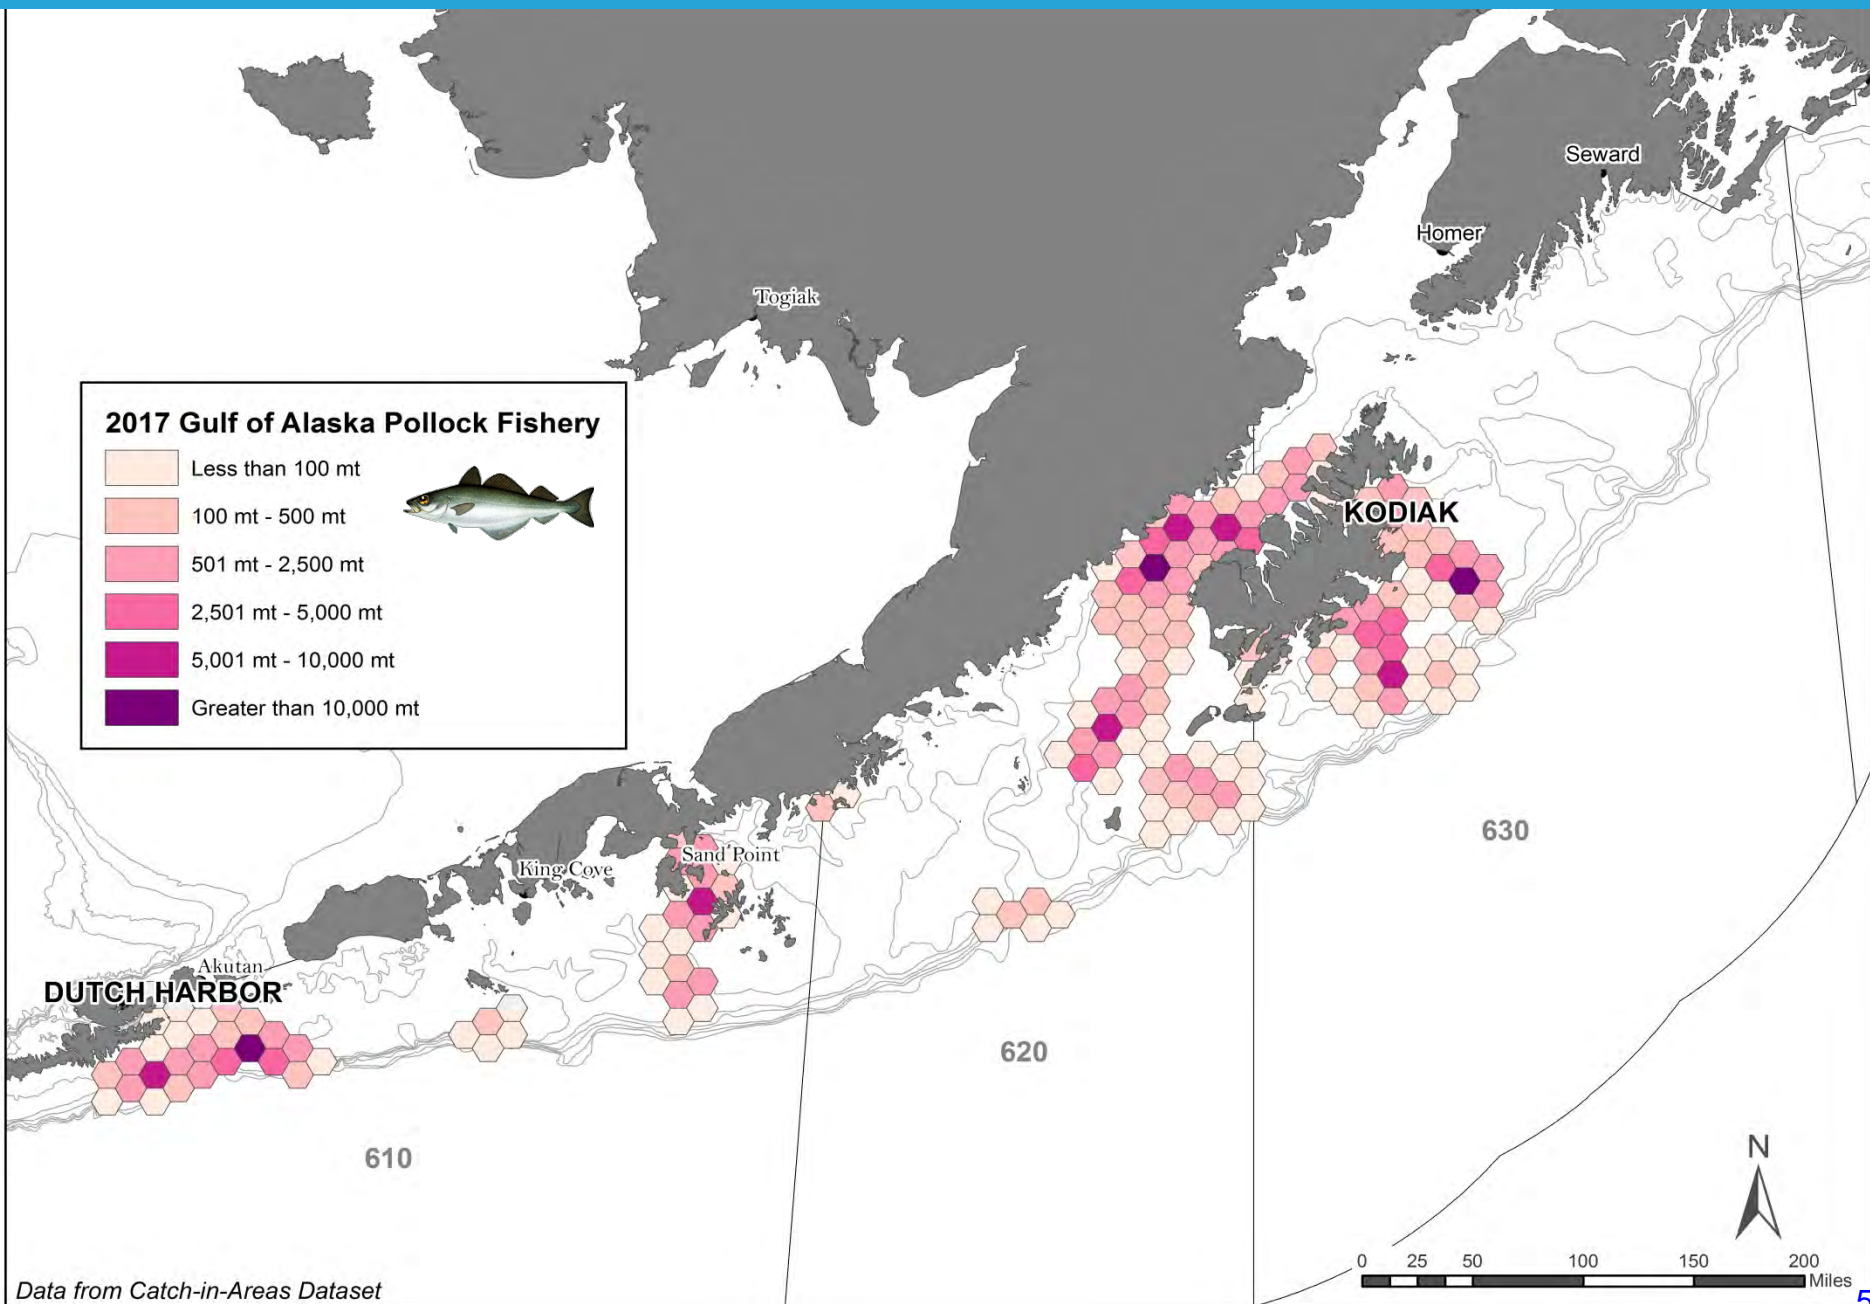 Seward
Homer
Togiak
2017 Gulf of Alaska Pollock Fishery
Less than 100 mt
100 mt - 500 mt
501 mt - 2,500 mt
2,501 mt - 5,000 mt
5,001 mt - 10,000 mt
Greater than 10,000 mt
KODIAK
630
Sand Point
King Cove
Akutan
DUTCH HARBOR
620
610
N
0 25 50 100 150 200
Miles
Data from Catch-in-Areas Dataset
5